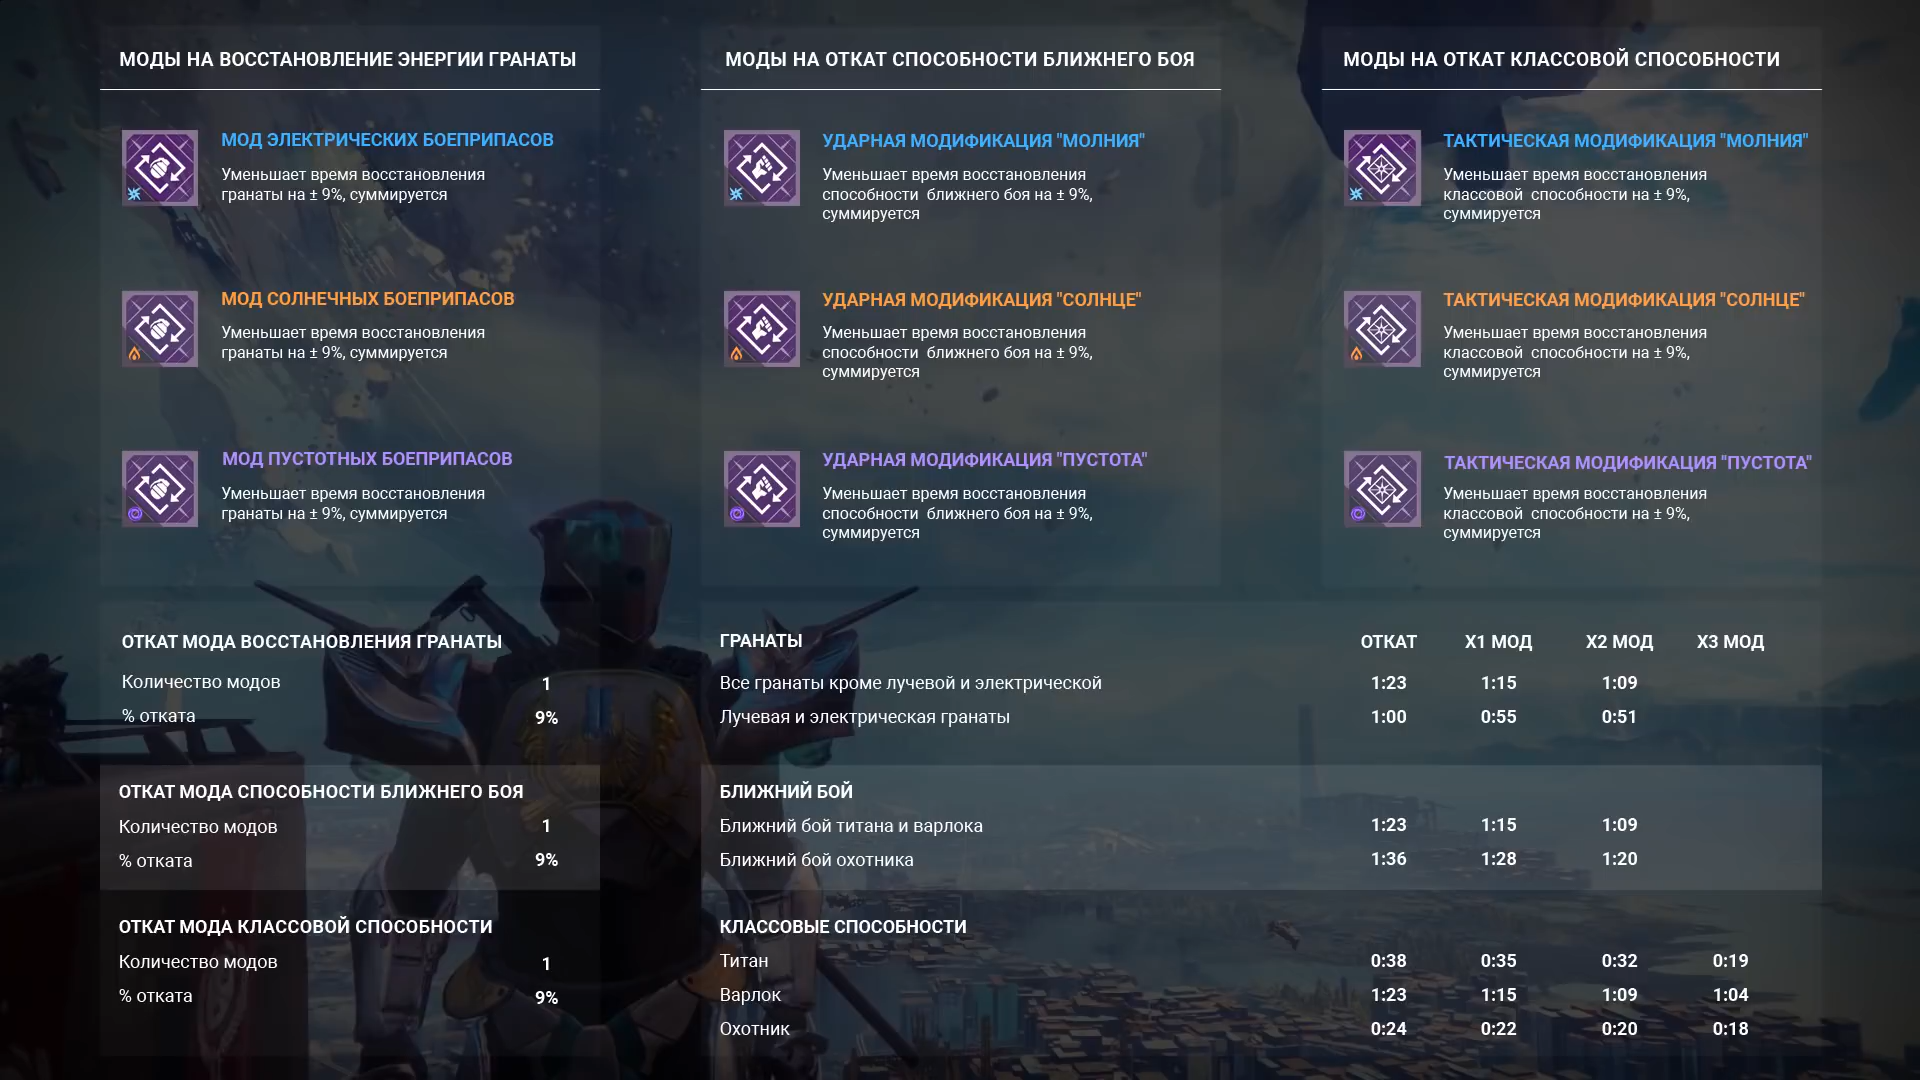 МОДЫ НА ВОССТАНОВЛЕНИЕ ЭНЕРГИИ ГРАНАТЫ
МОД ЭЛЕКТРИЧЕСКИХ БОЕПРИПАСОВ
Уменьшает время восстановления
гранаты на ± 9%, суммируется
МОД СОЛНЕЧНЫХ БОЕПРИПАСОВ
Уменьшает время восстановления
гранаты на ± 9%, суммируется
МОД ПУСТОТНЫХ БОЕПРИПАСОВ
Уменьшает время восстановления
гранаты на ± 9%, суммируется
МОДЫ НА ОТКАТ СПОСОБНОСТИ БЛИЖНЕГО БОЯ
УДАРНАЯ МОДИФИКАЦИЯ "МОЛНИЯ"
Уменьшает время восстановления
способности ближнего боя на ± 9%,
суммируется
УДАРНАЯ МОДИФИКАЦИЯ "СОЛНЦЕ"
Уменьшает время восстановления
способности ближнего боя на ± 9%,
суммируется
УДАРНАЯ МОДИФИКАЦИЯ "ПУСТОТА"
Уменьшает время восстановления
способности ближнего боя на ± 9%,
суммируется
МОДЫ НА ОТКАТ КЛАССОВОЙ СПОСОБНОСТИ
ТАКТИЧЕСКАЯ МОДИФИКАЦИЯ "МОЛНИЯ"
Уменьшает время восстановления
классовой способности на ± 9%,
суммируется
ТАКТИЧЕСКАЯ МОДИФИКАЦИЯ "СОЛНЦЕ"
Уменьшает время восстановления
классовой способности на ± 9%,
суммируется
ТАКТИЧЕСКАЯ МОДИФИКАЦИЯ "ПУСТОТА"
Уменьшает время восстановления
классовой способности на ± 9%,
суммируется
ОТКАТ МОДА ВОССТАНОВЛЕНИЯ ГРАНАТЫ
Количество модов 1
% отката 9%
ГРАНАТЫ ОТКАТ X1 МОД X2 МОД X3 МОД
Все гранаты кроме лучевой и электрической 1:23 1:15 1:09
Лучевая и электрическая гранаты 1:00 0:55 0:51
ОТКАТ МОДА СПОСОБНОСТИ БЛИЖНЕГО БОЯ
Количество модов 1
% отката 9%
БЛИЖНИЙ БОЙ
Ближний бой титана и варлока 1:23 1:15 1:09
Ближний бой охотника 1:36 1:28 1:20
ОТКАТ МОДА КЛАССОВОЙ СПОСОБНОСТИ
Количество модов 1
% отката 9%
КЛАССОВЫЕ СПОСОБНОСТИ
Титан 0:38 0:35 0:32 0:19
Варлок 1:23 1:15 1:09 1:04
Охотник 0:24 0:22 0:20 0:18